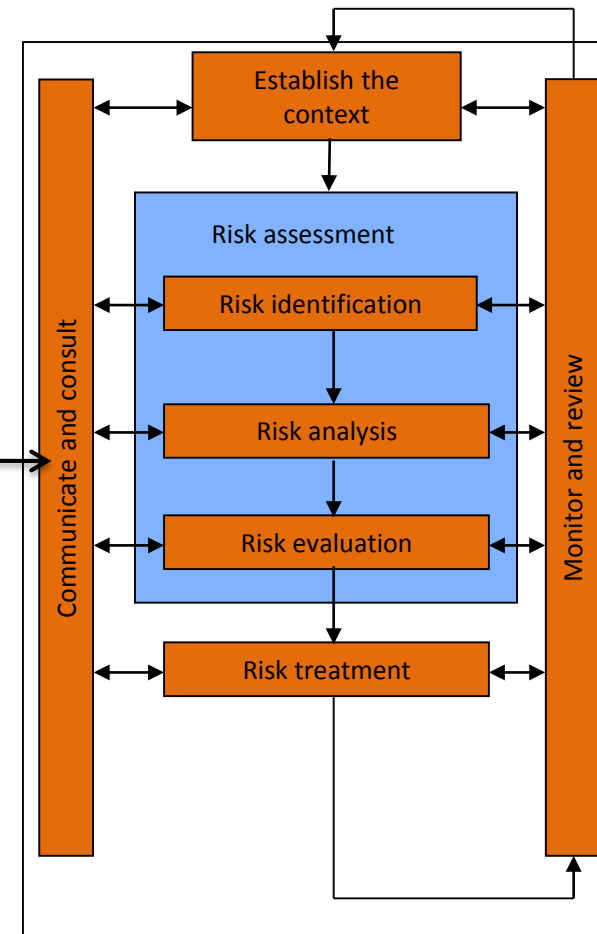 Establish the
context
Risk assessment
Risk identification
Risk analysis
Risk evaluation
Risk treatment
Communicate and consult
Monitor and review